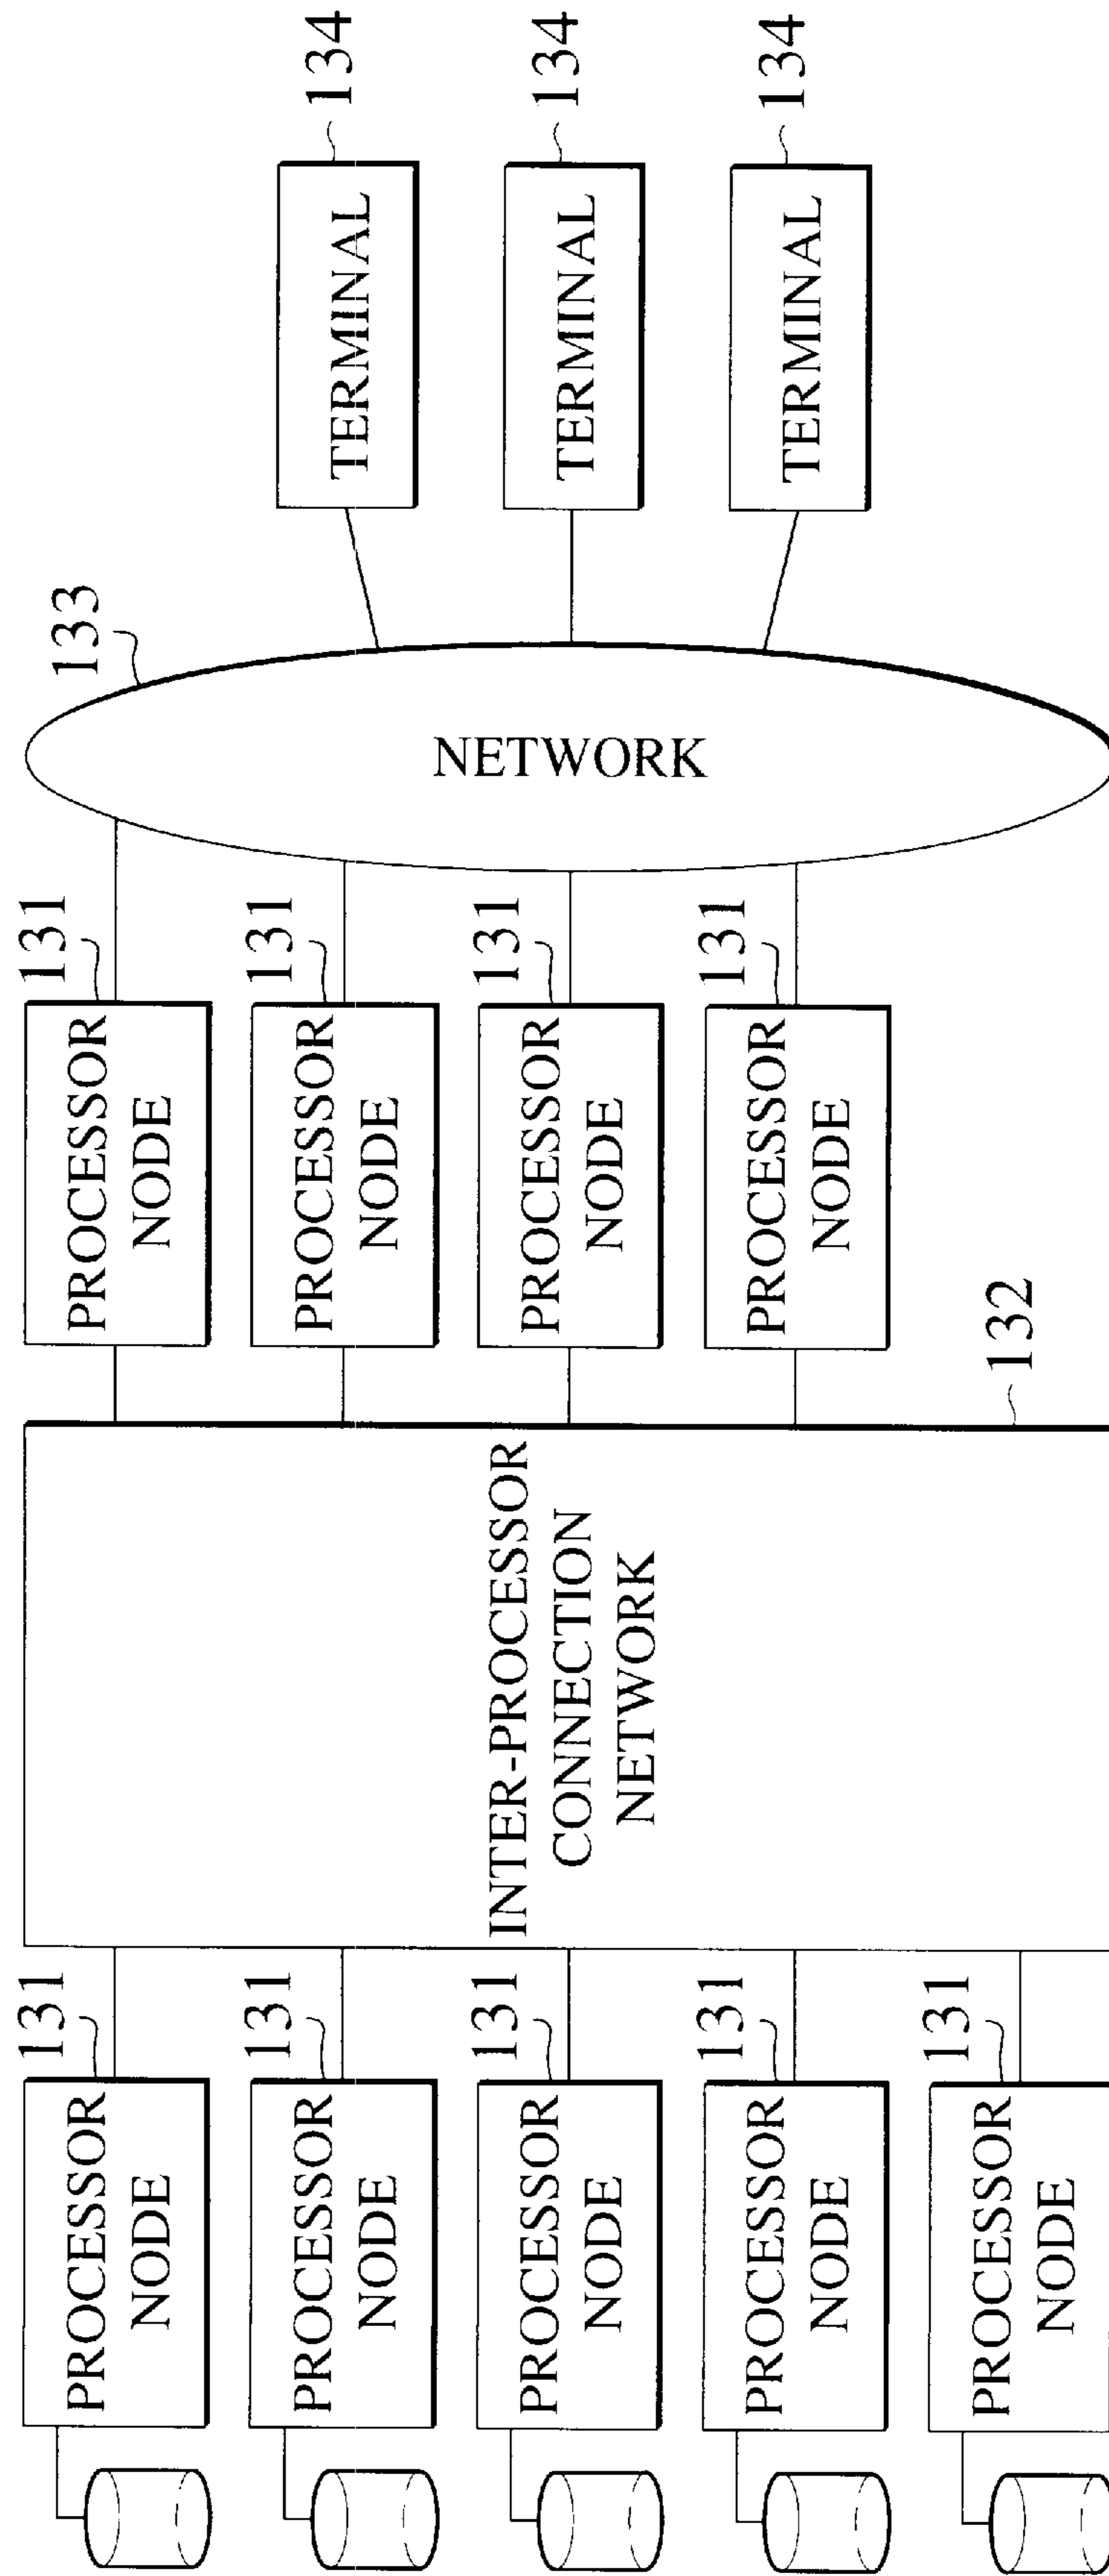 131
PROCESSOR
NODE
131
PROCESSOR
NODE
131
PROCESSOR
NODE
131
PROCESSOR
NODE
131
PROCESSOR
NODE
INTER-PROCESSOR
CONNECTION
NETWORK
132
131
PROCESSOR
NODE
131
PROCESSOR
NODE
131
PROCESSOR
NODE
131
PROCESSOR
NODE
133
NETWORK
134
TERMINAL
134
TERMINAL
134
TERMINAL